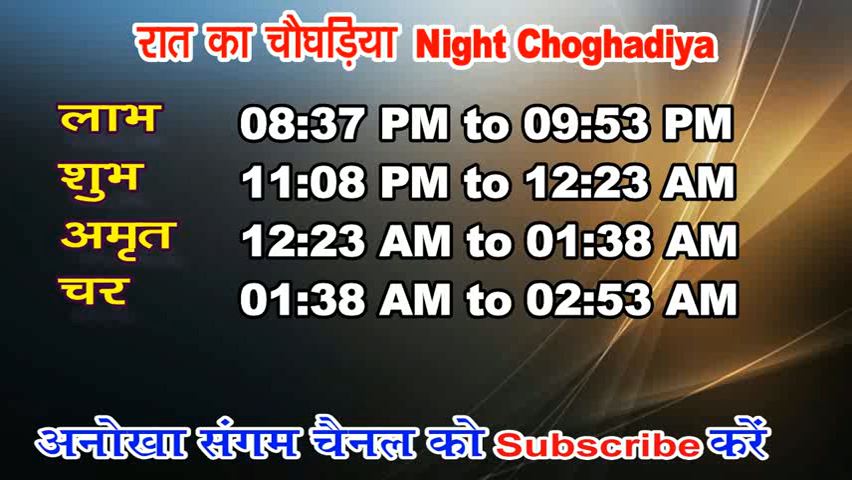 रात का चौघड़िया Night Choghadiya
लाभ 08:37 PM to 09:53 PM
शुभ 11:08 PM to 12:23 AM
अमृत 12:23 AM to 01:38 AM
चर 01:38 AM to 02:53 AM
अनोखा संगम चैनल को Subscribe करें